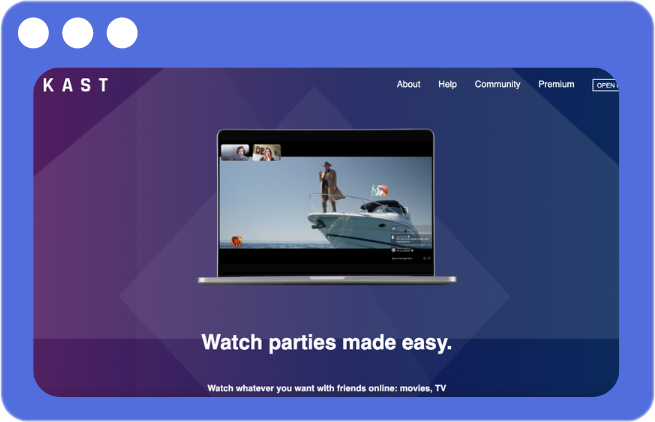 KAST
About Help Community Premium OPEN
Watch parties made easy.
Watch whatever you want with friends online: movies, TV